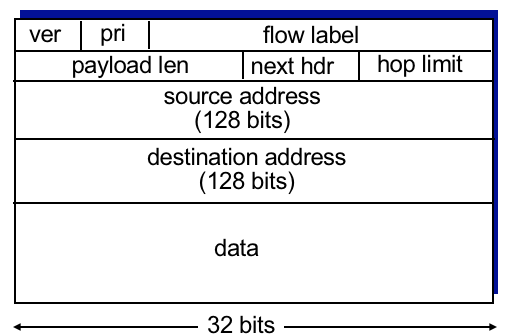 ver pri flow label
payload len next hdr hop limit
source address
(128 bits)
destination address
(128 bits)
data
32 bits